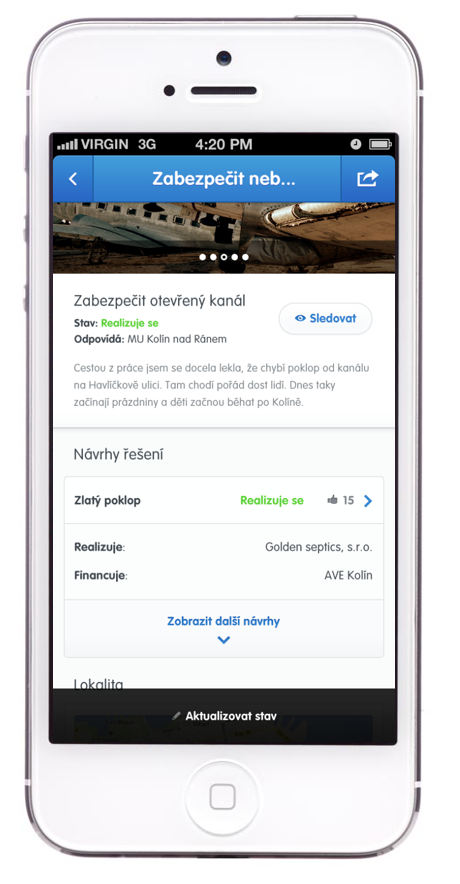 VIRGIN 3G 4:20 PM
Zabezpečit neb...
Zabezpečit otevřený kanál
Stav: Realizuje se
Odpovídá: MU Kolín nad Ránem
Sledovat
Cestou z práce jsem se docela lekla, že chybí poklop od kanálu
na Havlíčkově ulici. Tam chodí pořád dost lidí. Dnes taky
začínají prázdniny a děti začnou běhat po Kolíně.
Návrhy řešení
Zlatý poklop Realizuje se 15
Realizuje: Golden septics, s.r.o.
Financuje: AVE Kolín
Zobrazit další návrhy
Lokalita
Aktualizovat stav